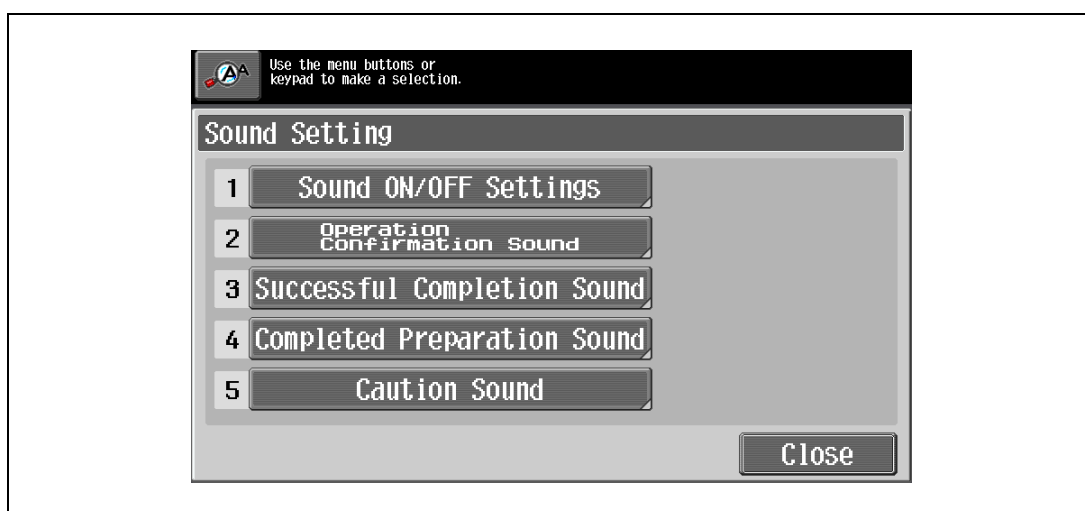 AA
Use the menu buttons or
keypad to make a selection.
Sound Setting
1 Sound ON/OFF Settings
2 Operation
Confirmation Sound
3 Successful Completion Sound
4 Completed Preparation Sound
5 Caution Sound
Close